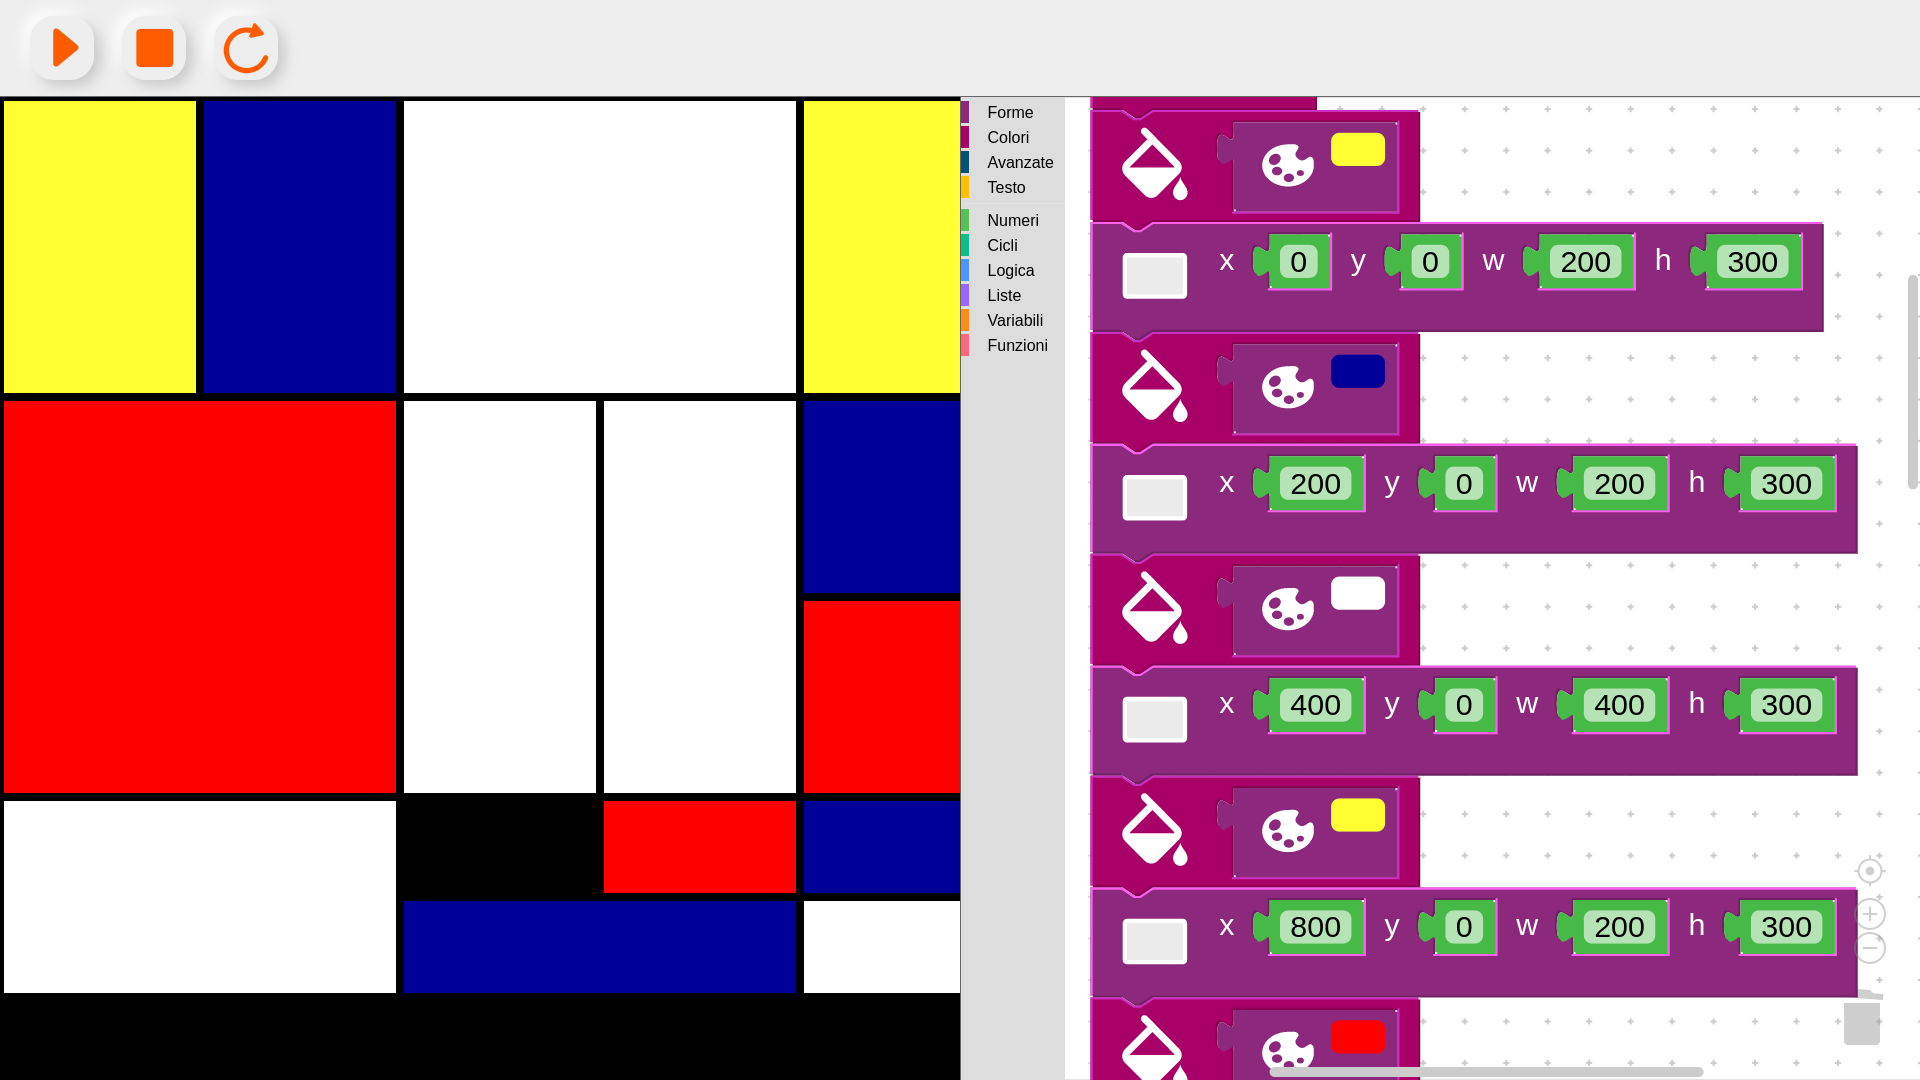 Forme
Colori
Avanzate
Testo
Numeri
Cicli
Logica
Liste
Variabili
Funzioni
x 0 y 0 w 200 h 300
x 200 y 0 w 200 h 300
x 400 y 0 w 400 h 300
x 800 y 0 w 200 h 300